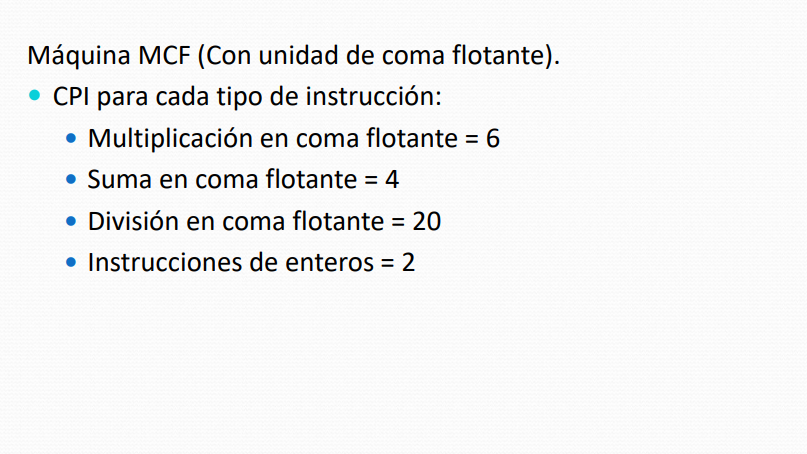 Máquina MCF (Con unidad de coma flotante).
• CPI para cada tipo de instrucción:
• Multiplicación en coma flotante = 6
• Suma en coma flotante = 4
• División en coma flotante = 20
• Instrucciones de enteros = 2